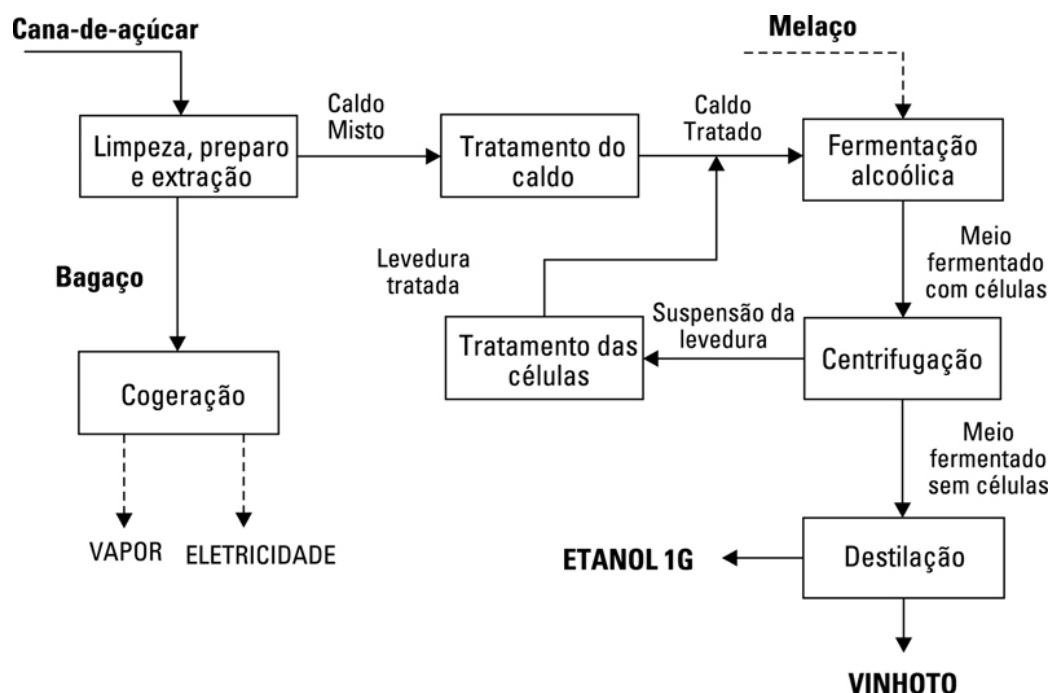 Cana-de-açúcar
Melaço
Caldo
Misto
Caldo
Tratado
Limpeza, preparo
e extração
Tratamento do
caldo
Fermentação
alcoólica
Bagaço
Levedura
tratada
Meio
fermentado
com células
Suspensão da
levedura
Cogeração
Tratamento das
células
Centrifugação
Meio
fermentado
sem células
VAPOR
ELETRICIDADE
ETANOL 1G
Destilação
VINHOTO